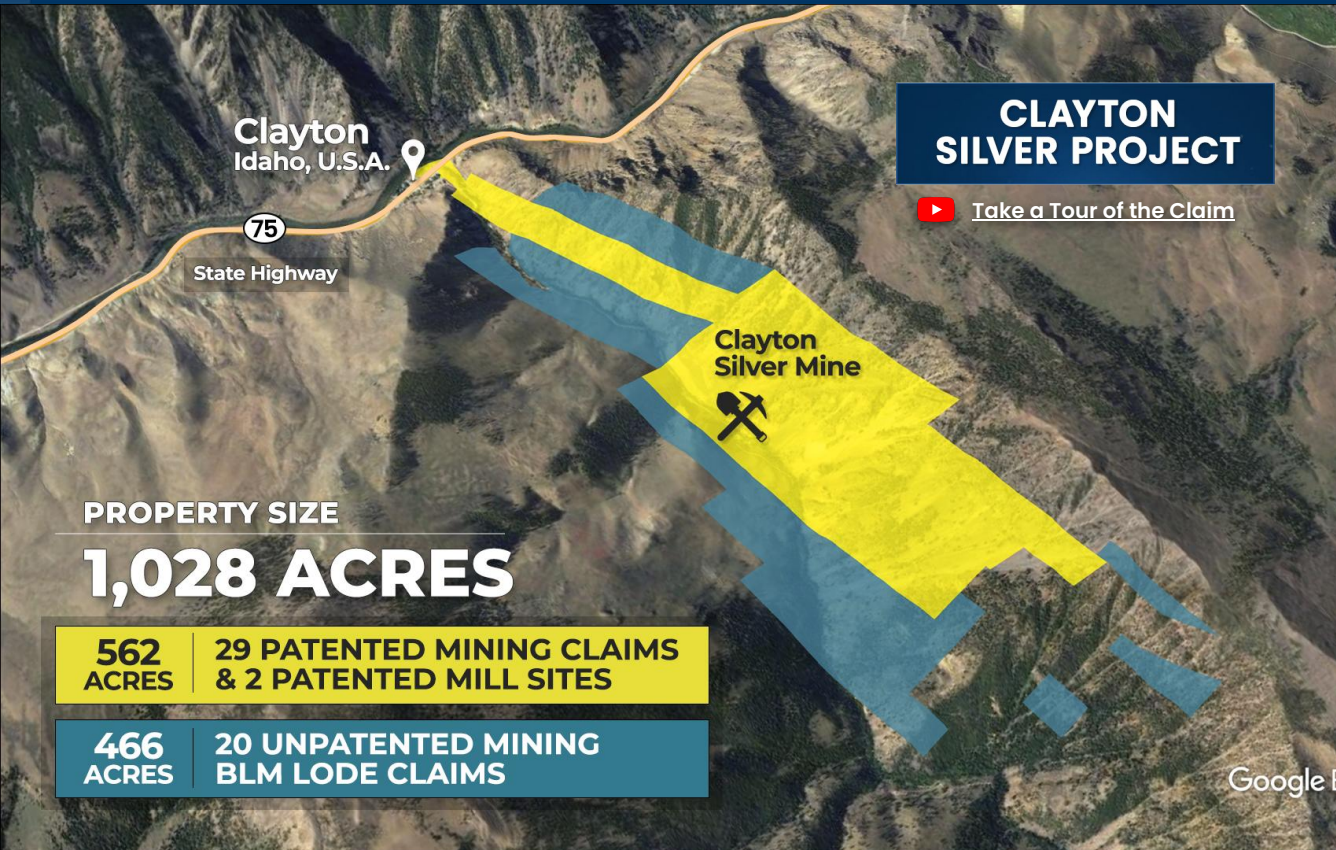 CLAYTON
SILVER PROJECT
Take a Tour of the Claim
Clayton
Idaho, U.S.A.
75
State Highway
Clayton
Silver Mine
PROPERTY SIZE
1,028 ACRES
562
ACRES
29 PATENTED MINING CLAIMS
& 2 PATENTED MILL SITES
466
ACRES
20 UNPATENTED MINING
BLM LODE CLAIMS
Google E